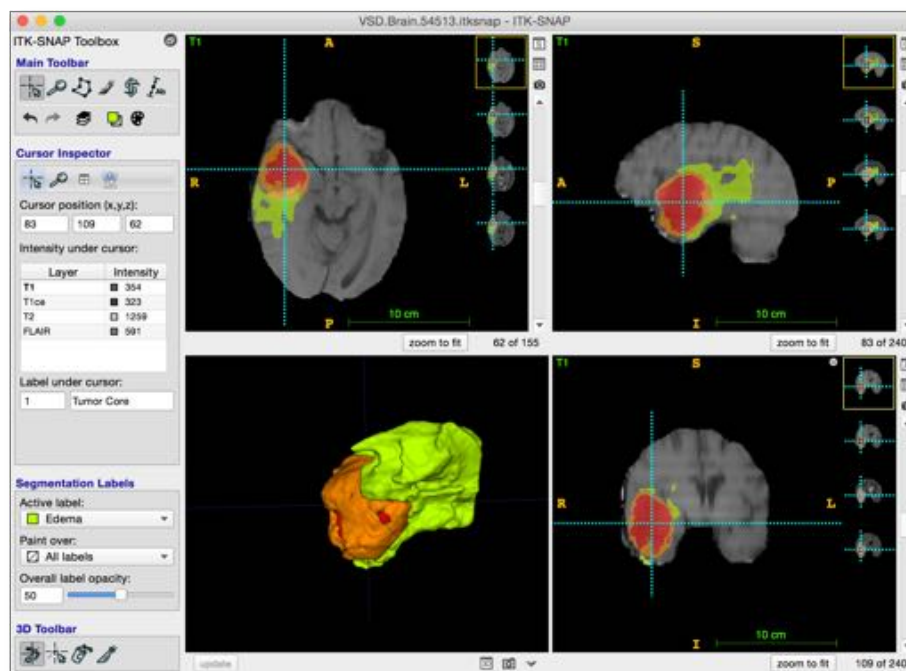 VSD.Brain.54513.itksnap - ITK-SNAP
ITK-SNAP Toolbox
Main Toolbar
Cursor Inspector
Cursor position (x,y,z):
83 109 62
Intensity under cursor:
Layer Intensity
T1 354
T1ce 323
T2 1259
FLAIR 591
Label under cursor:
1 Tumor Core
Segmentation Labels
Active label:
Edema
Paint over:
All labels
Overall label opacity:
50
3D Toolbar
T1
A
R
L
P
10 cm
zoom to fit 62 of 155
T1
S
A
P
I
10 cm
zoom to fit 83 of 240
update
T1
S
R
L
I
10 cm
zoom to fit 109 of 240